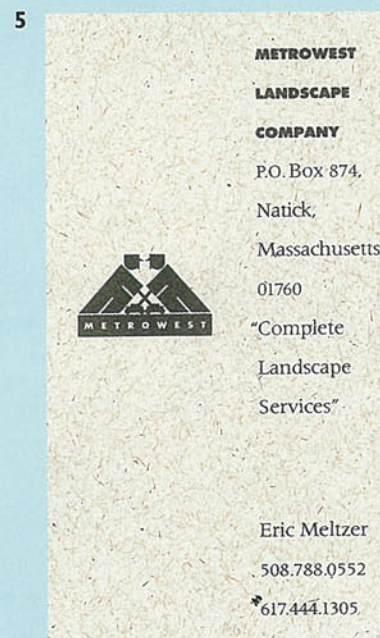 5
METROWEST
LANDSCAPE
COMPANY
P.O. Box 874,
Natick,
Massachusetts
01760
"Complete
Landscape
Services"
METROWEST
Eric Meltzer
508.788.0552
617.444.1305